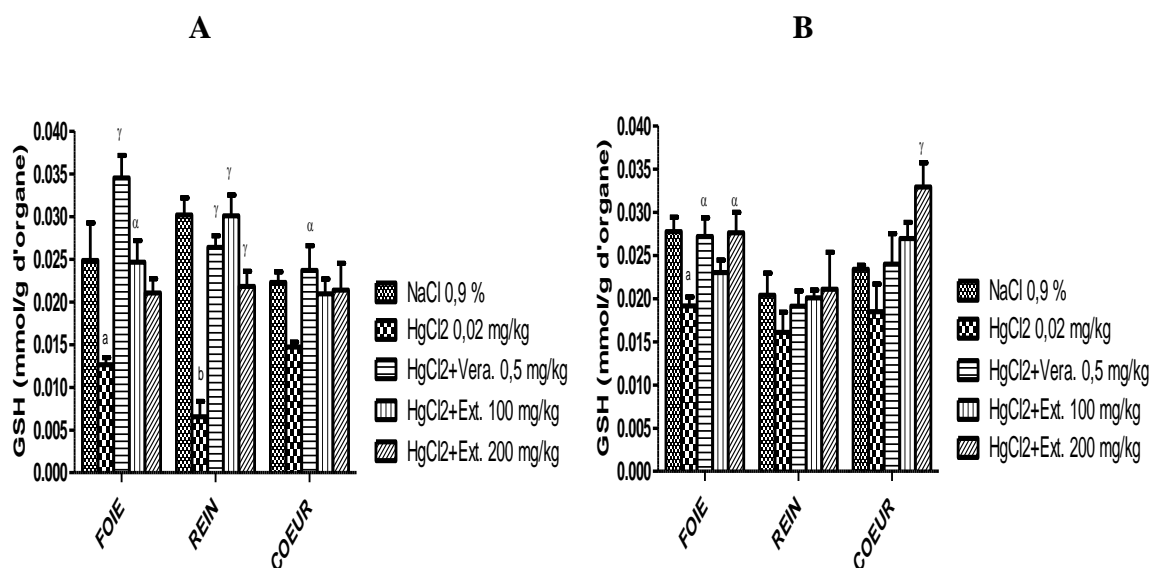 A
GSH (mmol/g d'organe)
0.040
0.035
0.030
0.025
0.020
0.015
0.010
0.005
0.000
γ
α
a
γ
γ
γ
b
α
FOIE
REIN
COEUR
NaCl 0,9 %
HgCl2 0,02 mg/kg
HgCl2+Vera. 0,5 mg/kg
HgCl2+Ext. 100 mg/kg
HgCl2+Ext. 200 mg/kg
B
GSH (mmol/g d'organe)
0.040
0.035
0.030
0.025
0.020
0.015
0.010
0.005
0.000
α
α
a
γ
FOIE
REIN
COEUR
NaCl 0,9 %
HgCl2 0,02 mg/kg
HgCl2+Vera. 0,5 mg/kg
HgCl2+Ext. 100 mg/kg
HgCl2+Ext. 200 mg/kg